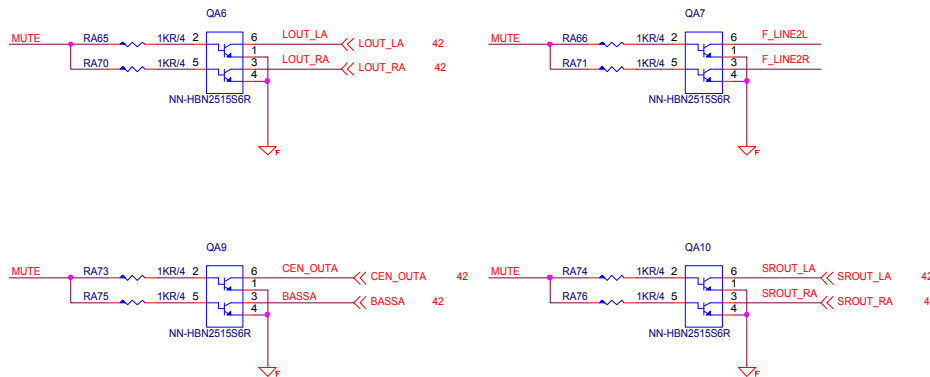 QA6
MUTE RA65 1KR/4 2 6 LOUT_LA LOUT_LA 42
1
RA70 1KR/4 5 3 LOUT_RA LOUT_RA 42
4
NN-HBN2515S6R
F
QA7
MUTE RA66 1KR/4 2 6 F_LINE2L
1
RA71 1KR/4 5 3 F_LINE2R
4
NN-HBN2515S6R
F
QA9
MUTE RA73 1KR/4 2 6 CEN_OUTA CEN_OUTA 42
1
RA75 1KR/4 5 3 BASSA BASSA 42
4
NN-HBN2515S6R
F
QA10
MUTE RA74 1KR/4 2 6 SROUT_LA SROUT_LA 42
1
RA76 1KR/4 5 3 SROUT_RA SROUT_RA
4
NN-HBN2515S6R
F